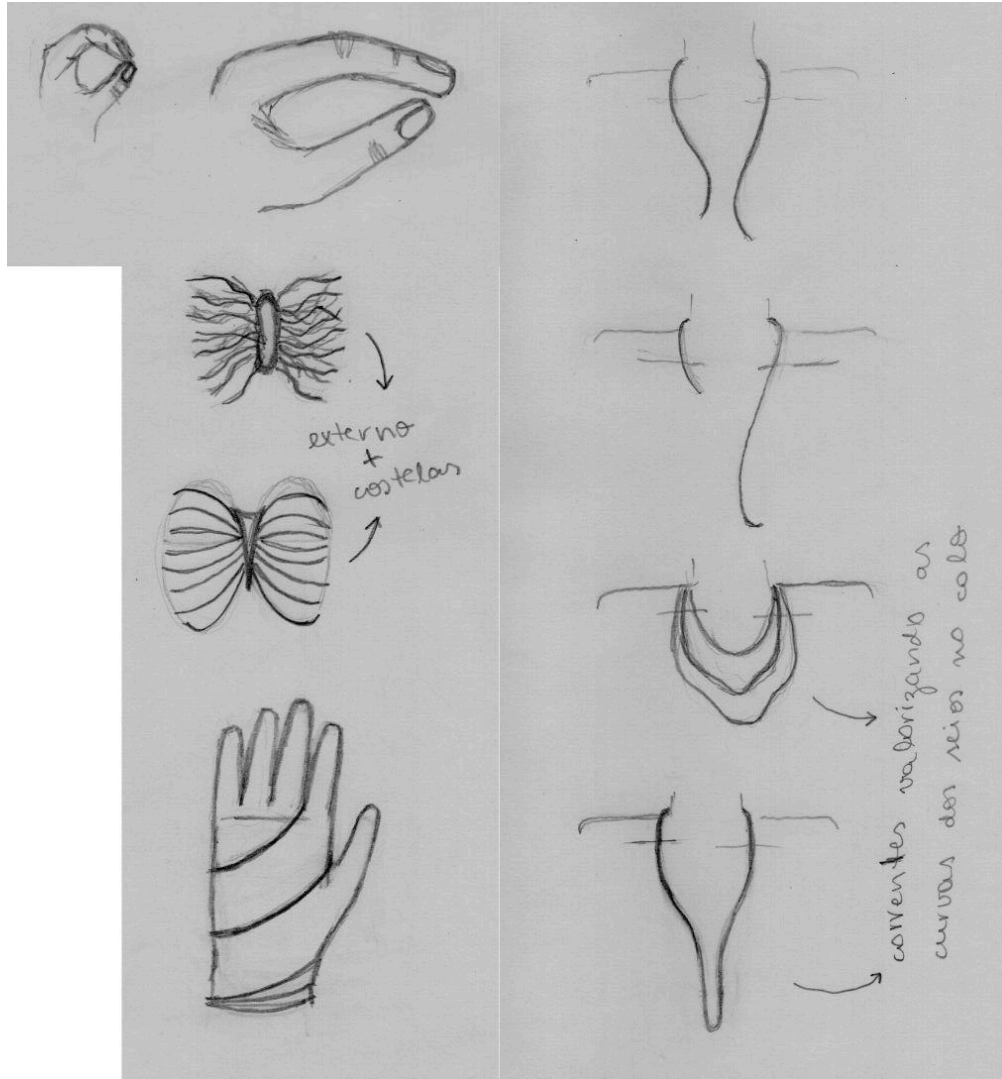 externo
+
costelas
correntes valorizando as
curvas dos seios no colo